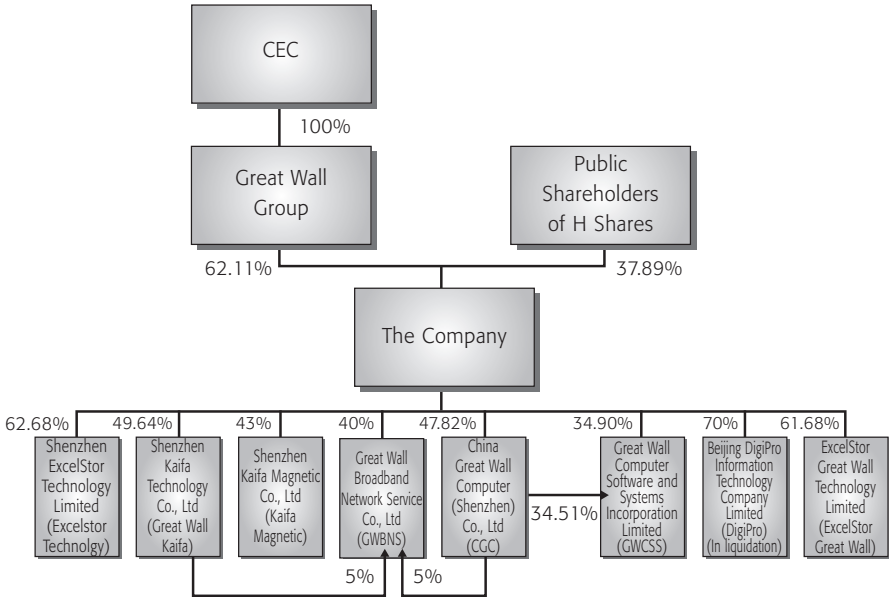 CEC
100%
Great Wall
Group
Public
Shareholders
of H Shares
62.11%
37.89%
The Company
62.68%
49.64%
43%
40%
47.82%
34.90%
70%
61.68%
Shenzhen
ExcelStor
Technology
Limited
(Excelstor
Technolgy)
Shenzhen
Kaifa
Technology
Co., Ltd
(Great Wall
Kaifa)
Shenzhen
Kaifa Magnetic
Co., Ltd
(Kaifa
Magnetic)
Great Wall
Broadband
Network Service
Co., Ltd
(GWBNS)
China
Great Wall
Computer
(Shenzhen)
Co., Ltd
(CGC)
34.51%
Great Wall
Computer
Software and
Systems
Incorporation
Limited
(GWCSS)
Beijing DigiPro
Information
Technology
Company
Limited
(DigiPro)
(In liquidation)
ExcelStor
Great Wall
Technology
Limited
(ExcelStor
Great Wall)
5%
5%